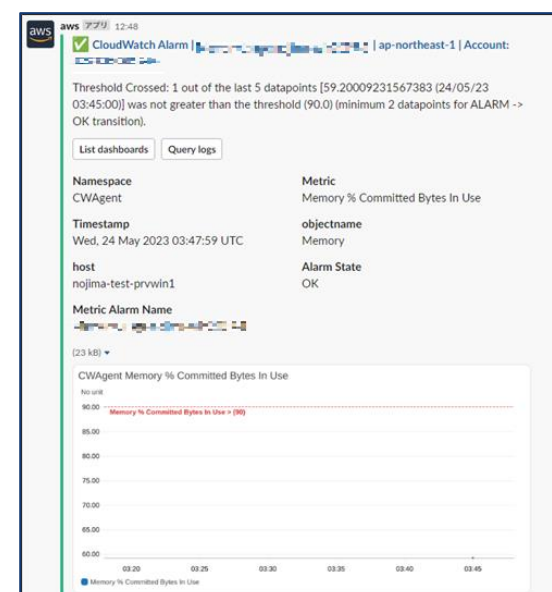 aws
aws アプリ 12:48
CloudWatch Alarm | | ap-northeast-1 | Account:
Threshold Crossed: 1 out of the last 5 datapoints [59.20009231567383 (24/05/23
03:45:00)] was not greater than the threshold (90.0) (minimum 2 datapoints for ALARM ->
OK transition).
List dashboards Query logs
Namespace Metric
CWAgent Memory % Committed Bytes In Use
Timestamp objectname
Wed, 24 May 2023 03:47:59 UTC Memory
host Alarm State
nojima-test-prvwin1 OK
Metric Alarm Name
(23 kB)
CWAgent Memory % Committed Bytes In Use
No unit
90.00 Memory % Committed Bytes In Use > (90)
85.00
80.00
75.00
70.00
65.00
60.00
03:20 03:25 03:30 03:35 03:40 03:45
Memory % Committed Bytes In Use